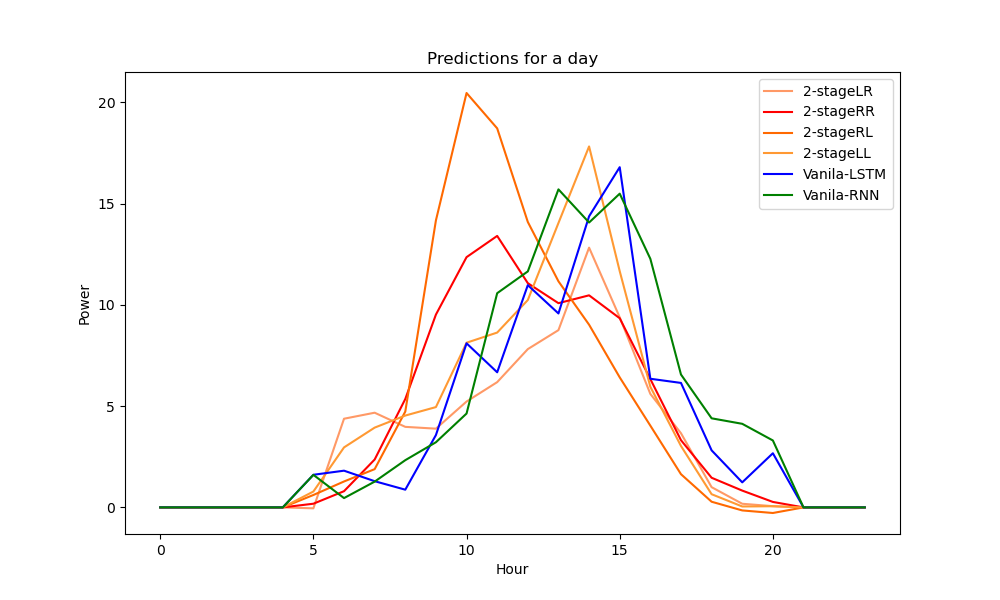 Predictions for a day
2-stageLR
2-stageRR
2-stageRL
2-stageLL
Vanila-LSTM
Vanila-RNN
Power
20
15
10
5
0
0 5 10 15 20
Hour